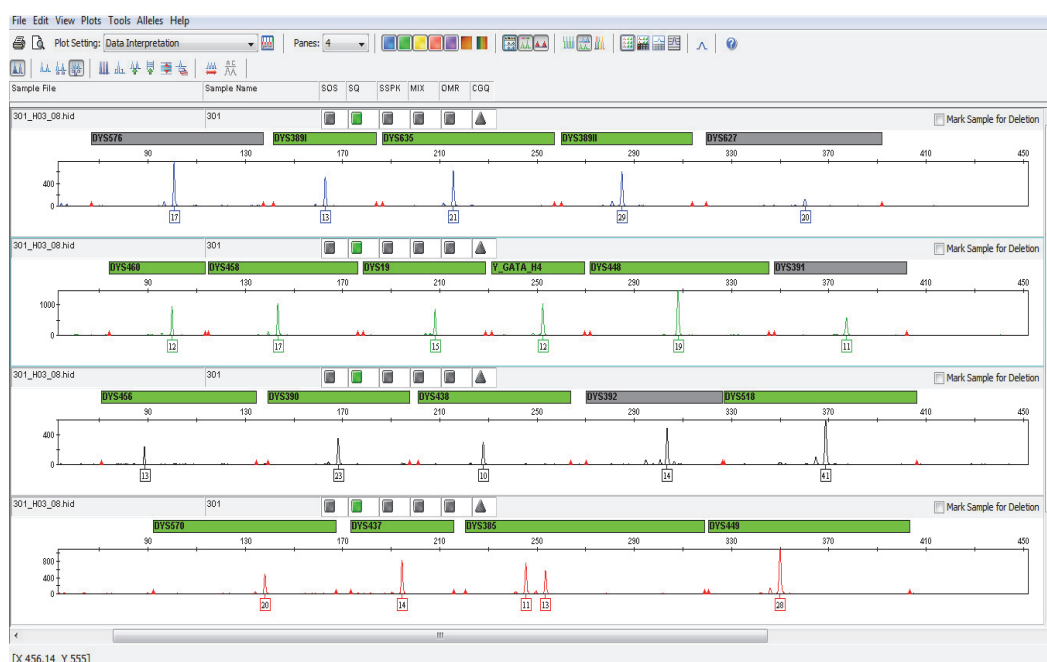 File Edit View Plots Tools Alleles Help
Plot Setting: Data Interpretation Panes: 4
Sample File Sample Name SOS SQ SSPK MIX OMR CGQ
301_H03_08.hid 301 Mark Sample for Deletion
DYS576 DYS389I DYS635 DYS389II DYS627
90 130 170 210 250 290 330 370 410 450
400
0
17 13 21 29 20
301_H03_08.hid 301 Mark Sample for Deletion
DYS460 DYS458 DYS19 Y_GATA_H4 DYS448 DYS391
90 130 170 210 250 290 330 370 410 450
1000
0
12 17 15 12 19 11
301_H03_08.hid 301 Mark Sample for Deletion
DYS456 DYS390 DYS438 DYS392 DYS518
90 130 170 210 250 290 330 370 410 450
400
0
13 23 10 14 41
301_H03_08.hid 301 Mark Sample for Deletion
DYS570 DYS437 DYS385 DYS449
90 130 170 210 250 290 330 370 410 450
800
400
0
20 14 11 13 28
[X 456.14 Y 555]